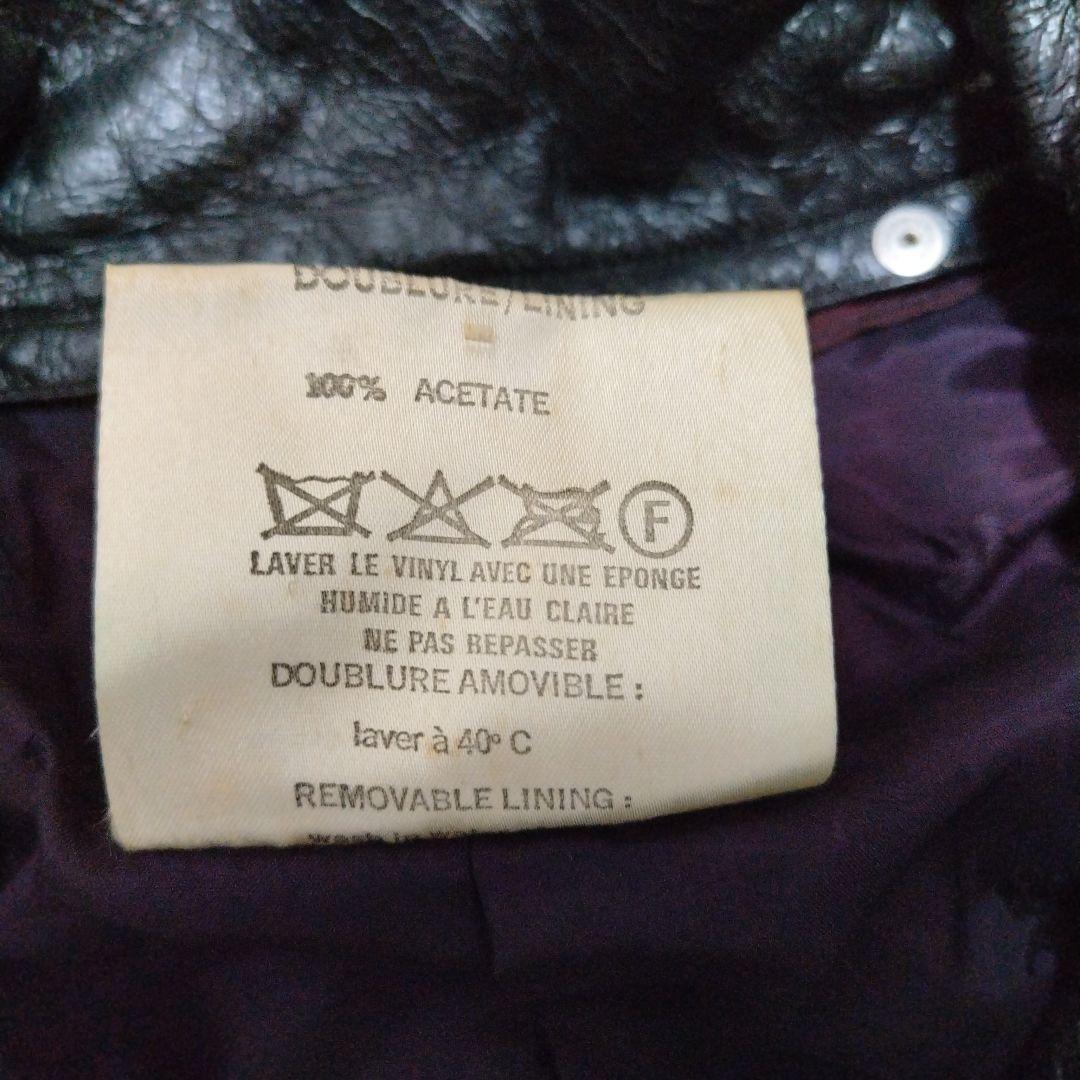 DOUBLURE/LINING
100% ACETATE
F
LAVER LE VINYL AVEC UNE EPONGE
HUMIDE A L'EAU CLAIRE
NE PAS REPASSER
DOUBLURE AMOVIBLE :
laver à 40° C
REMOVABLE LINING :